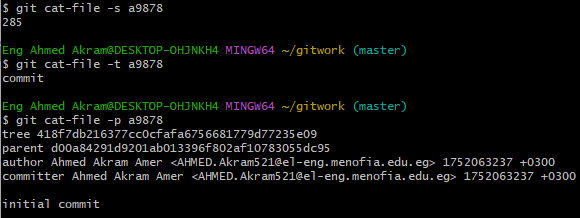 $ git cat-file -s a9878
285

Eng Ahmed Akram@DESKTOP-OHJNKH4 MINGW64 ~/gitwork (master)
$ git cat-file -t a9878
commit

Eng Ahmed Akram@DESKTOP-OHJNKH4 MINGW64 ~/gitwork (master)
$ git cat-file -p a9878
tree 418f7db216377cc0cfafa6756681779d77235e09
parent d00a84291d9201ab013396f802af10783055dc95
author Ahmed Akram Amer <AHMED.Akram521@el-eng.menofia.edu.eg> 1752063237 +0300
committer Ahmed Akram Amer <AHMED.Akram521@el-eng.menofia.edu.eg> 1752063237 +0300

initial commit